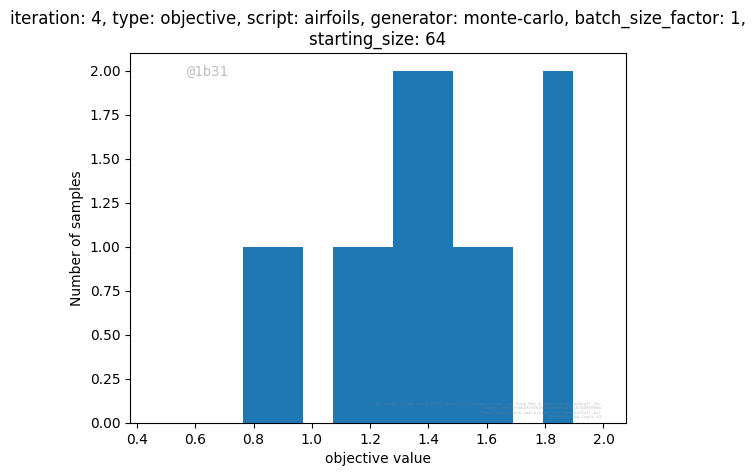 iteration: 4, type: objective, script: airfoils, generator: monte-carlo, batch_size_factor: 1,
starting_size: 64
@1b31
2.00
1.75
1.50
1.25
1.00
0.75
0.50
0.25
0.00
Number of samples
0.4 0.6 0.8 1.0 1.2 1.4 1.6 1.8 2.0
objective value